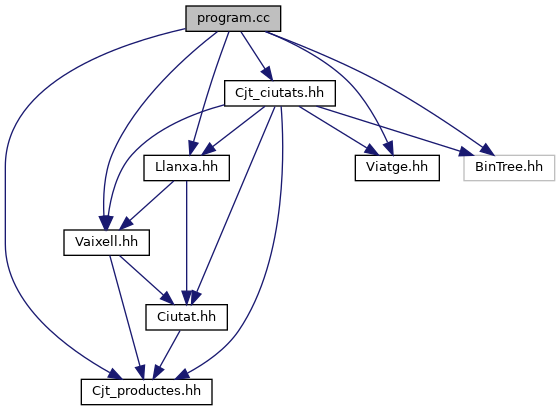 program.cc
Cjt_ciutats.hh
Llanxa.hh
Viatge.hh
BinTree.hh
Vaixell.hh
Ciutat.hh
Cjt_productes.hh